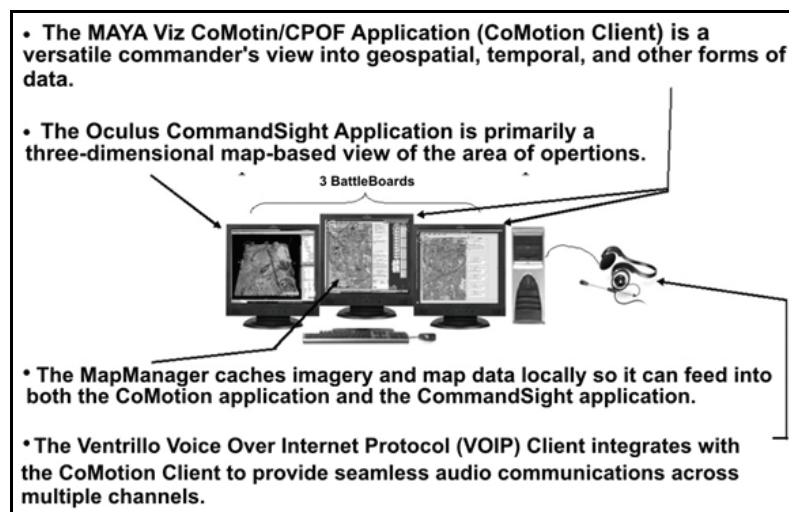 • The MAYA Viz CoMotin/CPOF Application (CoMotion Client) is a
versatile commander's view into geospatial, temporal, and other forms of
data.
• The Oculus CommandSight Application is primarily a
three-dimensional map-based view of the area of opertions.
3 BattleBoards
• The MapManager caches imagery and map data locally so it can feed into
both the CoMotion application and the CommandSight application.
• The Ventrillo Voice Over Internet Protocol (VOIP) Client integrates with
the CoMotion Client to provide seamless audio communications across
multiple channels.